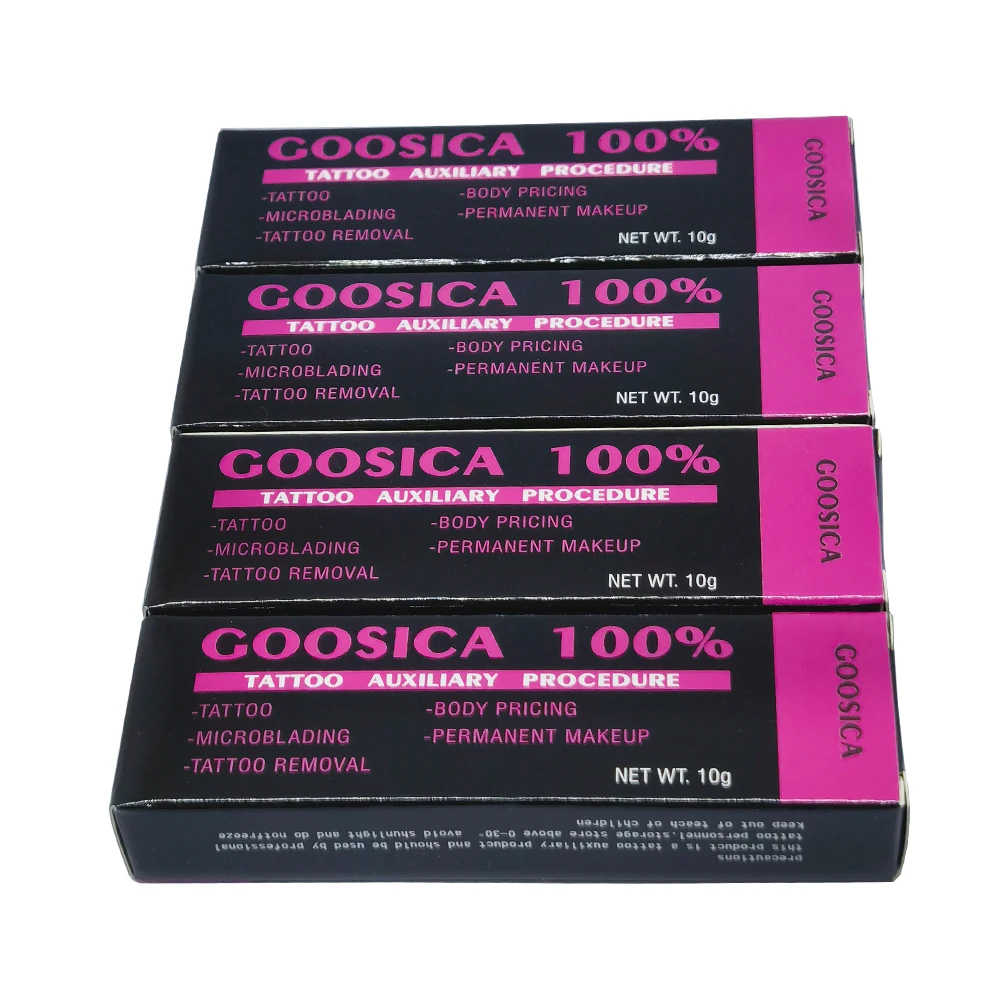 GOOSICA 100%
TATTOO AUXILIARY PROCEDURE
-TATTOO -BODY PRICING
-MICROBLADING -PERMANENT MAKEUP
-TATTOO REMOVAL
NET WT. 10g
GOOSICA
GOOSICA 100%
TATTOO AUXILIARY PROCEDURE
-TATTOO -BODY PRICING
-MICROBLADING -PERMANENT MAKEUP
-TATTOO REMOVAL
NET WT. 10g
GOOSICA
GOOSICA 100%
TATTOO AUXILIARY PROCEDURE
-TATTOO -BODY PRICING
-MICROBLADING -PERMANENT MAKEUP
-TATTOO REMOVAL
NET WT. 10g
GOOSICA
GOOSICA 100%
TATTOO AUXILIARY PROCEDURE
-TATTOO -BODY PRICING
-MICROBLADING -PERMANENT MAKEUP
-TATTOO REMOVAL
NET WT. 10g
GOOSICA
precautions
this product is a tattoo auxiliary product and should be used by professional
tattoo personnel.storage store above 0-30° avoid shunlight and do notfreeze
keep out of teach of children